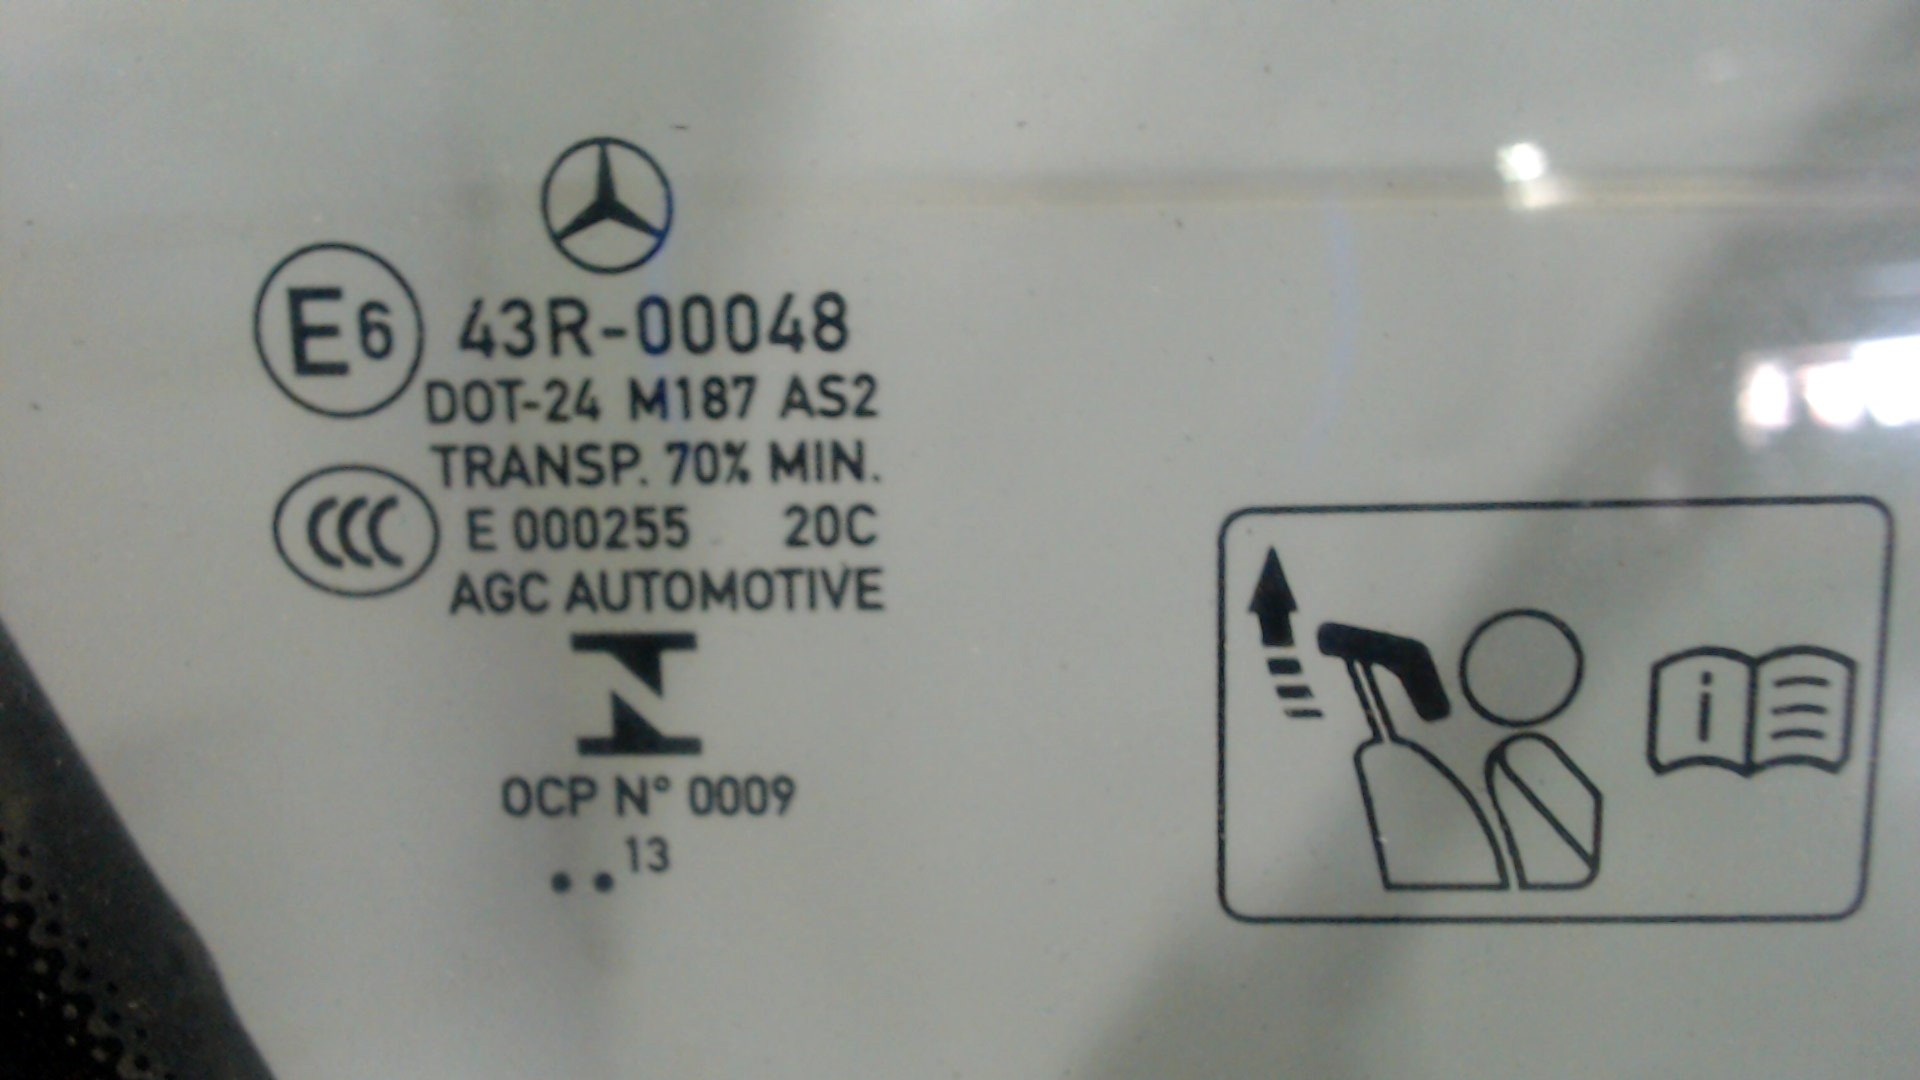 E6
43R-00048
DOT-24 M187 AS2
TRANSP. 70% MIN.
CCC
E 000255 20C
AGC AUTOMOTIVE
OCP N° 0009
. . 13
i